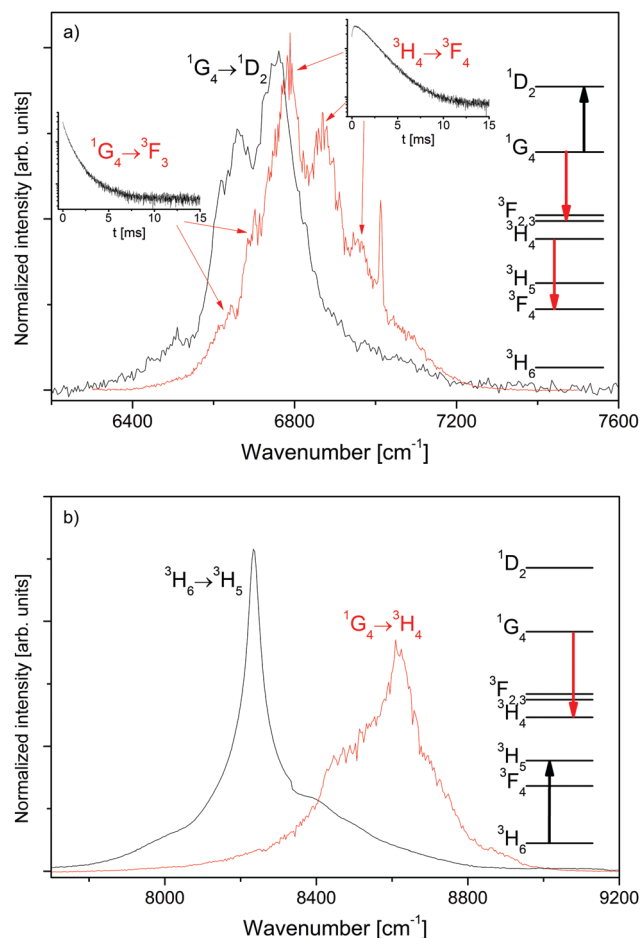 a)
¹G₄→¹D₂
³H₄→³F₄
0 5 10 15
t [ms]
¹G₄→³F₃
0 5 10 15
t [ms]
¹D₂
¹G₄
³F₂,₃
³H₄
³H₅
³F₄
³H₆
Normalized intensity [arb. units]
6400 6800 7200 7600
Wavenumber [cm⁻¹]
b)
³H₆→³H₅
¹G₄→³H₄
¹D₂
¹G₄
³F₂,₃
³H₄
³H₅
³F₄
³H₆
Normalized intensity [arb. units]
8000 8400 8800 9200
Wavenumber [cm⁻¹]